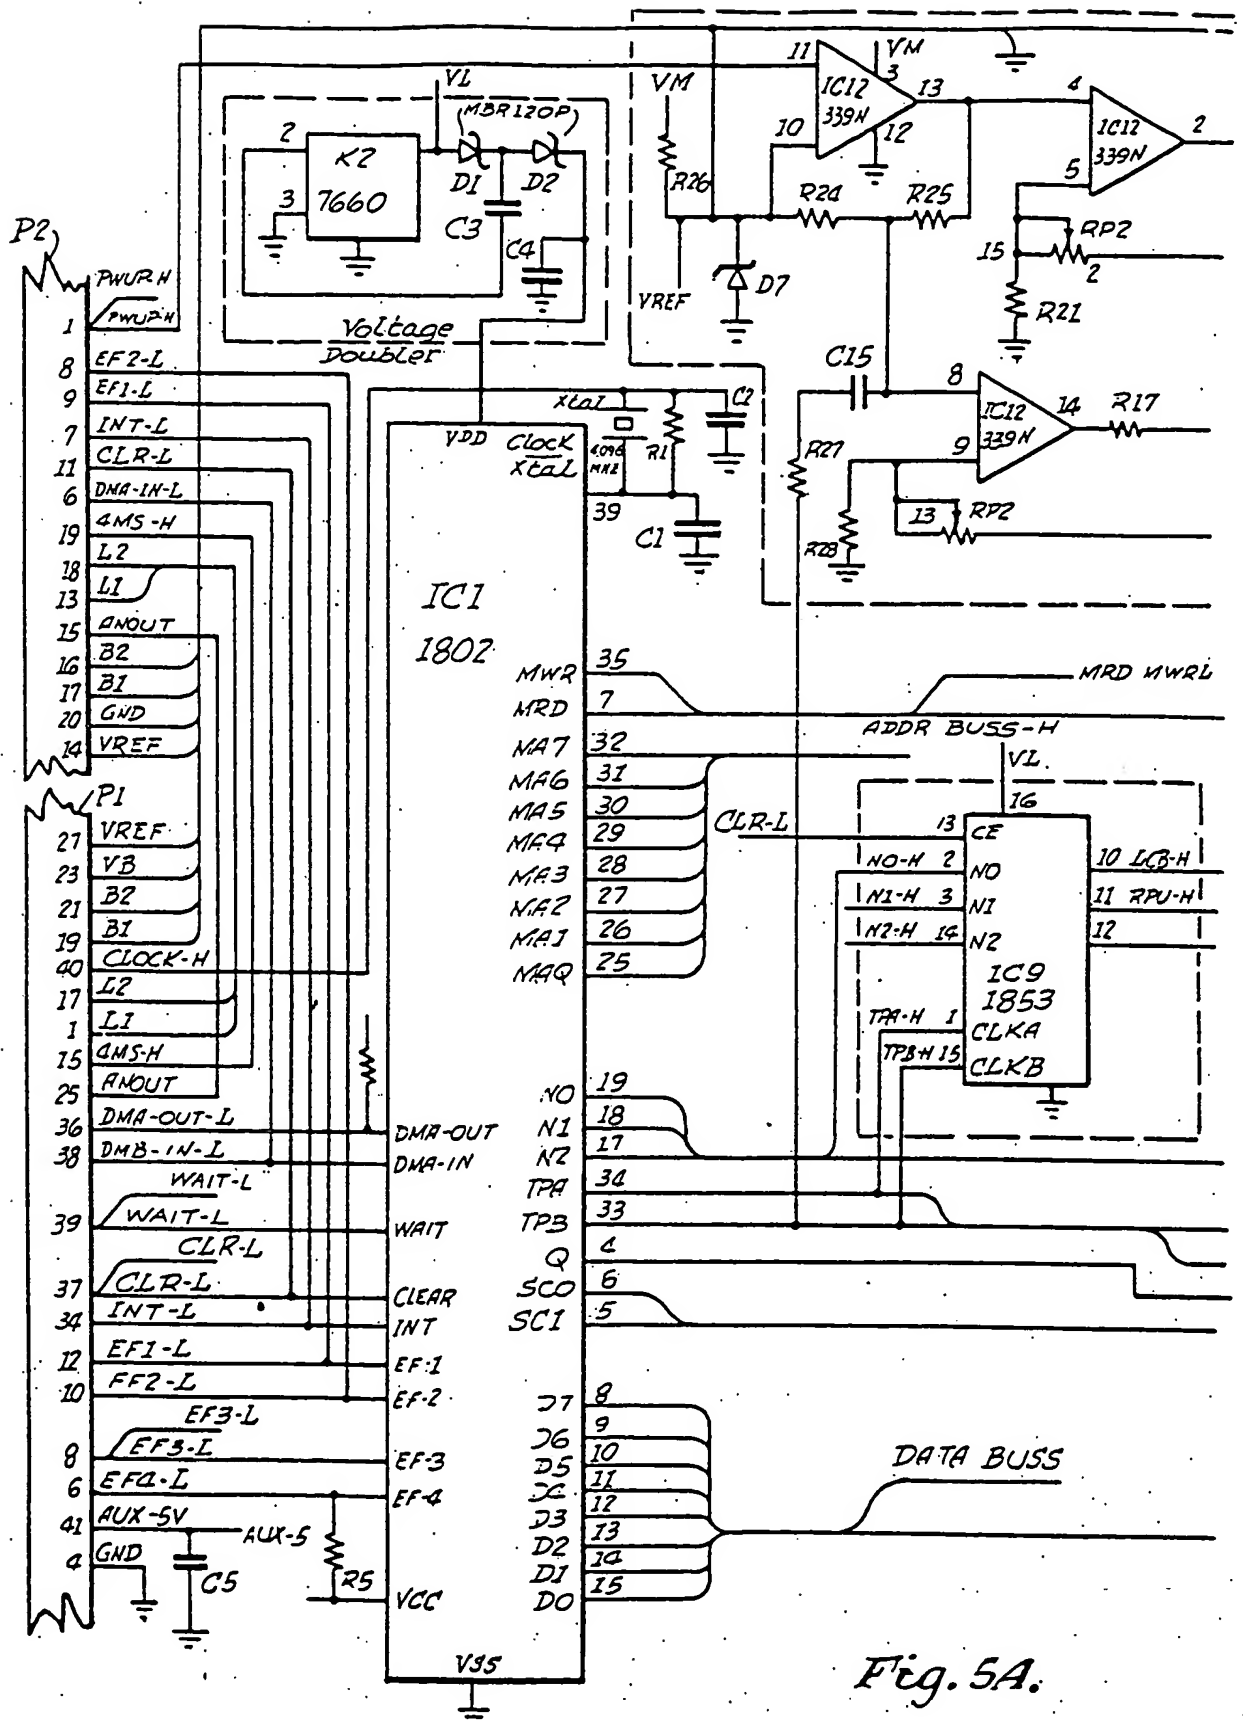 VM
11
IC12
339N
3
13
10
12
4
IC12
339N
2
5
VL
MBR120P
2
K2
7660
3
D1
D2
C3
C4
Voltage
Doubler
VM
R26
R24
R25
VREF
D7
15
RP2
2
R21
C15
8
IC12
339N
14
R17
9
R27
R28
13
RP2
P2
PWUP-H
1
PWUP-H
8
EF2-L
9
EF1-L
7
INT-L
11
CLR-L
6
DMA-IN-L
19
4MS-H
18
L2
13
L1
15
ANOUT
16
B2
17
B1
20
GND
14
VREF
P1
27
VREF
23
VB
21
B2
19
B1
40
CLOCK-H
17
L2
1
L1
15
4MS-H
25
ANOUT
36
DMA-OUT-L
38
DMB-IN-L
WAIT-L
39
WAIT-L
CLR-L
37
CLR-L
34
INT-L
12
EF1-L
10
FF2-L
EF3-L
8
EF3-L
6
EF4-L
41
AUX-5V
AUX-5
4
GND
C5
R5
VDD
Clock
Xtal
Xtal
4.096
MHZ
R1
C2
39
C1
IC1
1802
DMA-OUT
DMA-IN
WAIT
CLEAR
INT
EF-1
EF-2
EF-3
EF-4
VCC
VSS
MWR 35
MRD 7
MA7 32
MA6 31
MA5 30
MA4 29
MA3 28
MA2 27
MA1 26
MAQ 25
NO 19
N1 18
N2 17
TPA 34
TPB 33
Q 4
SCO 6
SC1 5
D7 8
D6 9
D5 10
11
D3 12
D2 13
D1 14
D0 15
MRD MWRL
ADDR BUSS-H
VL
16
CLR-L
13 CE
NO-H 2 NO
N1-H 3 N1
N2-H 14 N2
IC9
1853
TPA-H 1 CLKA
TPB-H 15 CLKB
10 LCB-H
11 RPU-H
12
DATA BUSS
Fig. 5A.